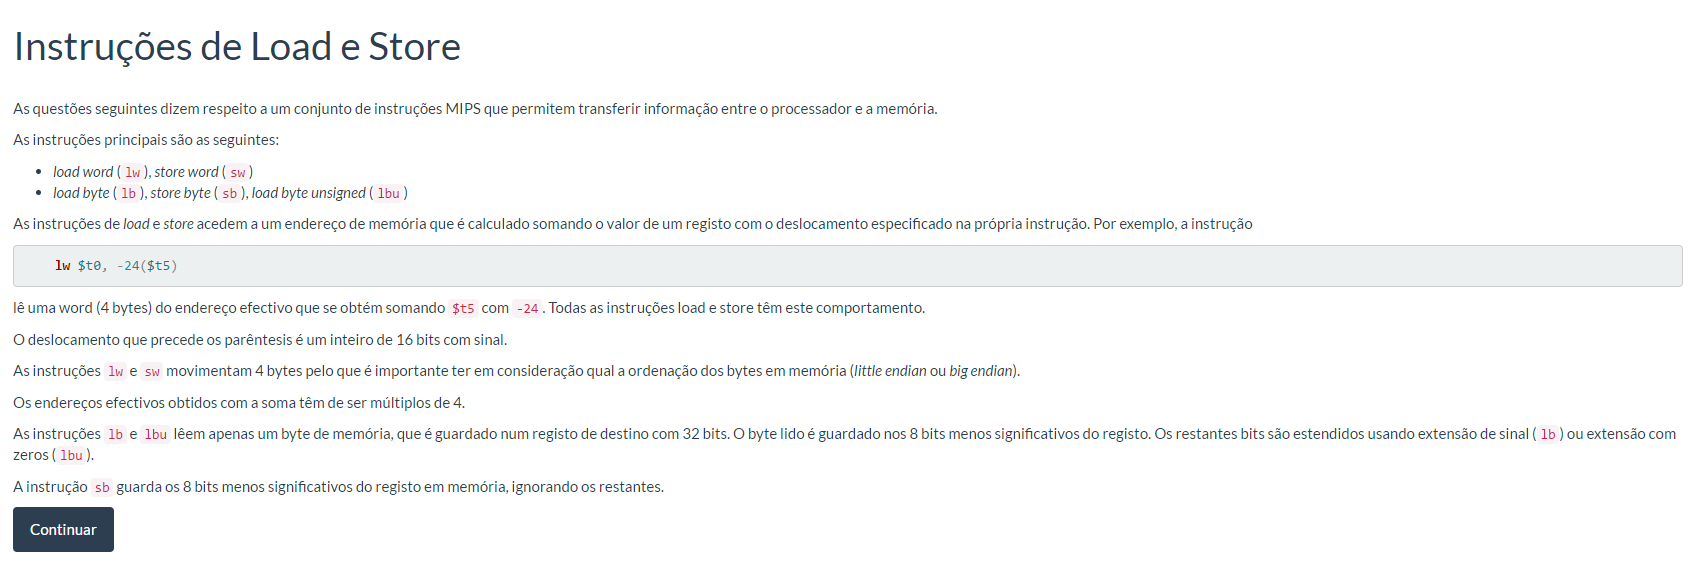 Instruções de Load e Store
As questões seguintes dizem respeito a um conjunto de instruções MIPS que permitem transferir informação entre o processador e a memória.
As instruções principais são as seguintes:
• load word ( lw ), store word ( sw )
• load byte ( lb ), store byte ( sb ), load byte unsigned ( lbu )
As instruções de load e store acedem a um endereço de memória que é calculado somando o valor de um registo com o deslocamento especificado na própria instrução. Por exemplo, a instrução
lw $t0, -24($t5)
lê uma word (4 bytes) do endereço efectivo que se obtém somando $t5 com -24 . Todas as instruções load e store têm este comportamento.
O deslocamento que precede os parêntesis é um inteiro de 16 bits com sinal.
As instruções lw e sw movimentam 4 bytes pelo que é importante ter em consideração qual a ordenação dos bytes em memória (little endian ou big endian).
Os endereços efectivos obtidos com a soma têm de ser múltiplos de 4.
As instruções lb e lbu lêem apenas um byte de memória, que é guardado num registo de destino com 32 bits. O byte lido é guardado nos 8 bits menos significativos do registo. Os restantes bits são estendidos usando extensão de sinal ( lb ) ou extensão com
zeros ( lbu ).
A instrução sb guarda os 8 bits menos significativos do registo em memória, ignorando os restantes.
Continuar